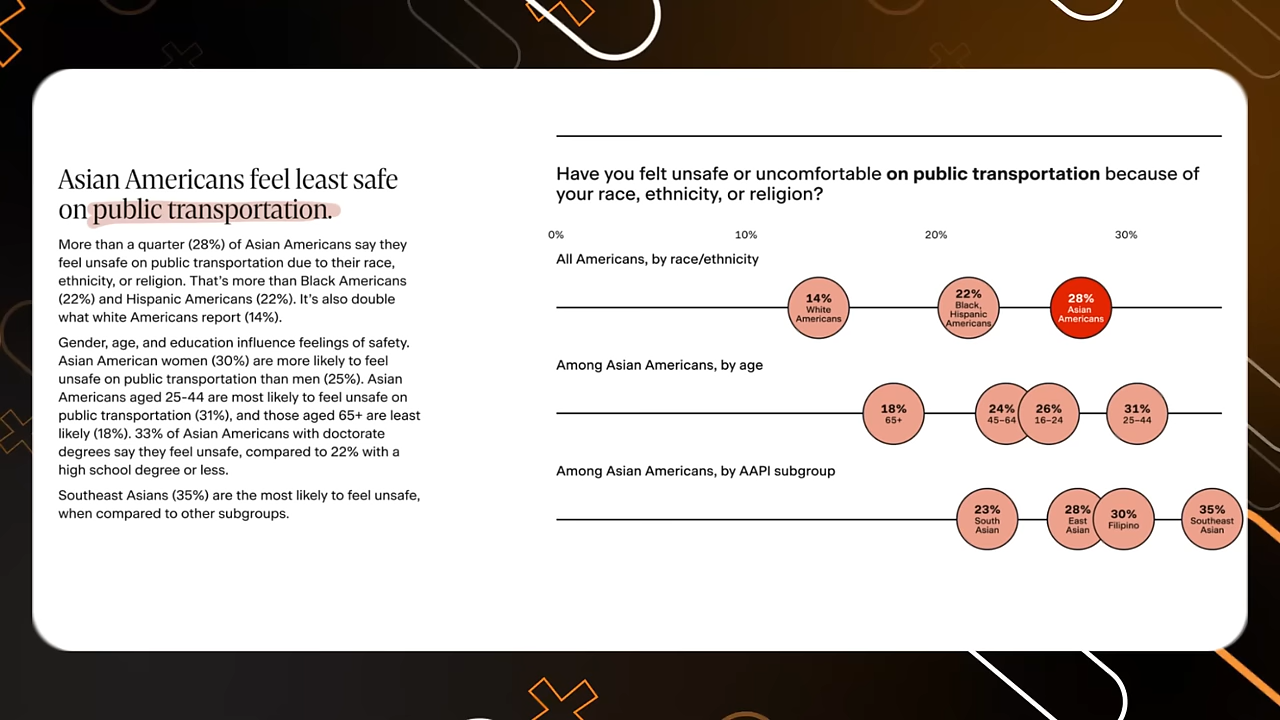 Asian Americans feel least safe
on public transportation.
More than a quarter (28%) of Asian Americans say they
feel unsafe on public transportation due to their race,
ethnicity, or religion. That's more than Black Americans
(22%) and Hispanic Americans (22%). It's also double
what white Americans report (14%).
Gender, age, and education influence feelings of safety.
Asian American women (30%) are more likely to feel
unsafe on public transportation than men (25%). Asian
Americans aged 25-44 are most likely to feel unsafe on
public transportation (31%), and those aged 65+ are least
likely (18%). 33% of Asian Americans with doctorate
degrees say they feel unsafe, compared to 22% with a
high school degree or less.
Southeast Asians (35%) are the most likely to feel unsafe,
when compared to other subgroups.
Have you felt unsafe or uncomfortable on public transportation because of
your race, ethnicity, or religion?
0% 10% 20% 30%
All Americans, by race/ethnicity
14%
White
Americans
22%
Black,
Hispanic
Americans
28%
Asian
Americans
Among Asian Americans, by age
18%
65+
24%
45–64
26%
16–24
31%
25–44
Among Asian Americans, by AAPI subgroup
23%
South
Asian
28%
East
Asian
30%
Filipino
35%
Southeast
Asian